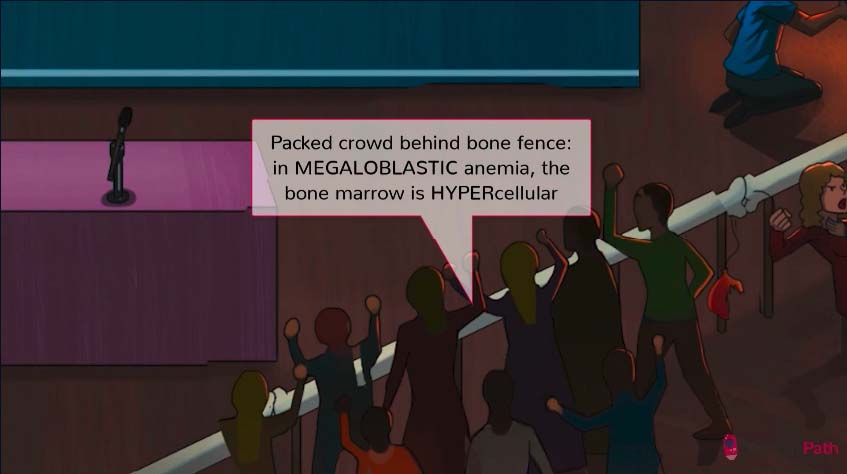 Packed crowd behind bone fence:
in MEGALOBLASTIC anemia, the
bone marrow is HYPERcellular
Path